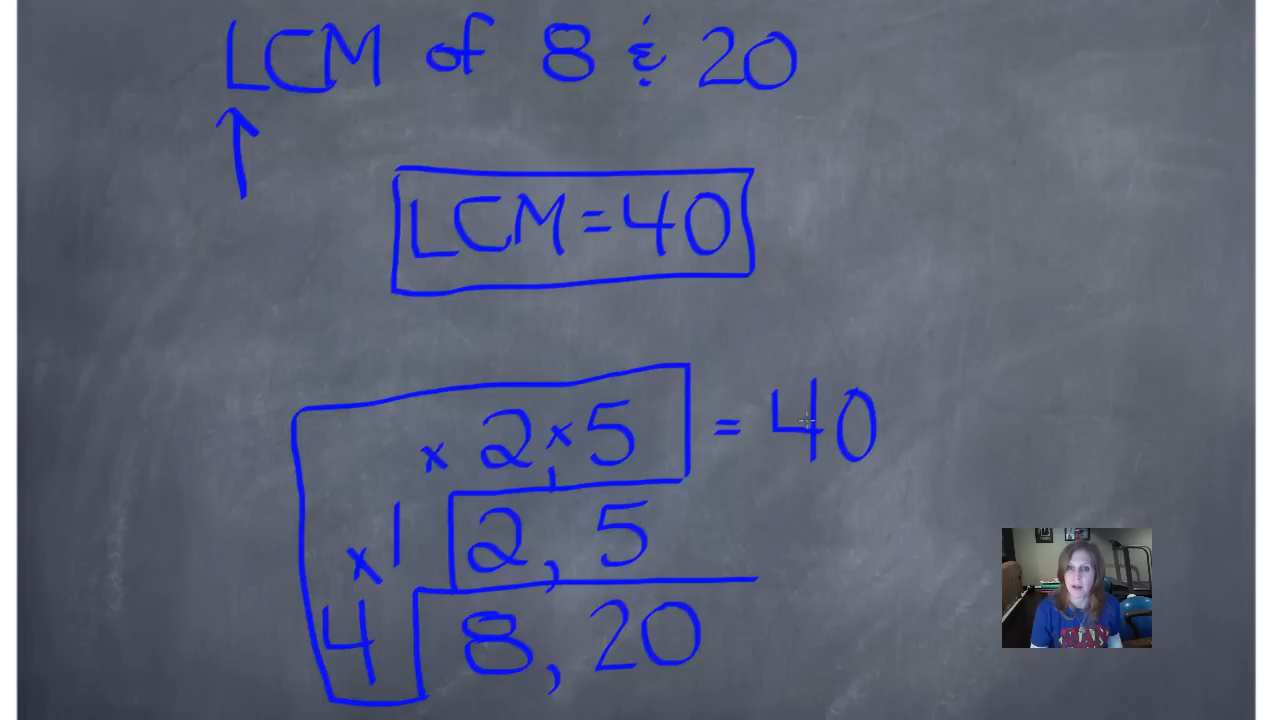 LCM of 8 & 20
LCM = 40
× 2 × , 5 = 40
× 1 2 , 5
4 8 , 20